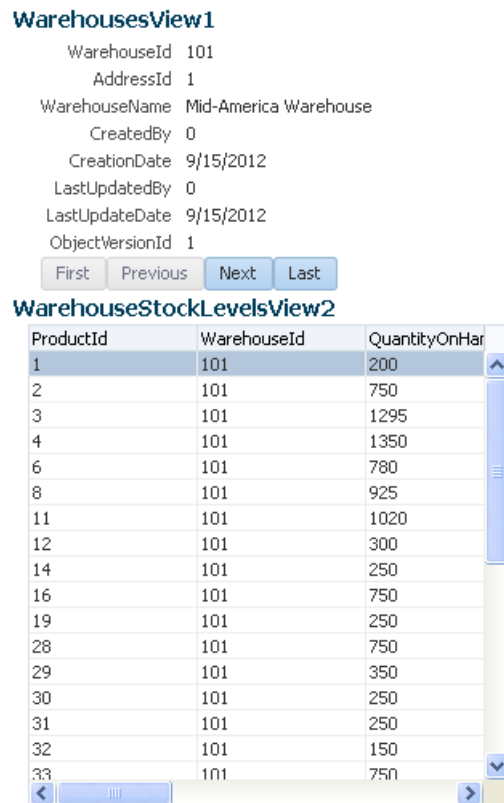 WarehousesView1
WarehouseId 101
AddressId 1
WarehouseName Mid-America Warehouse
CreatedBy 0
CreationDate 9/15/2012
LastUpdatedBy 0
LastUpdateDate 9/15/2012
ObjectVersionId 1
First Previous Next Last
WarehouseStockLevelsView2
ProductId WarehouseId QuantityOnHar
1 101 200
2 101 750
3 101 1295
4 101 1350
6 101 780
8 101 925
11 101 1020
12 101 300
14 101 250
16 101 750
19 101 250
28 101 750
29 101 350
30 101 250
31 101 250
32 101 150
33 101 750